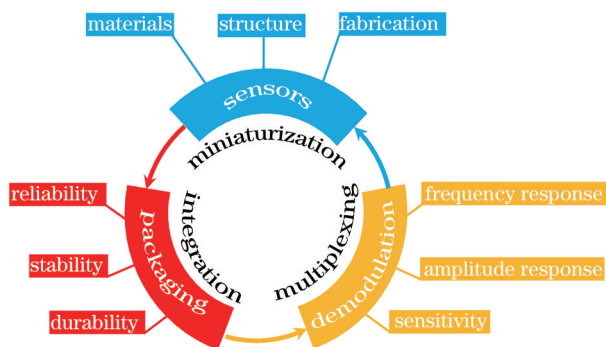 materials
structure
fabrication
sensors
miniaturization
reliability
stability
durability
packaging
integration
multiplexing
demodulation
frequency response
amplitude response
sensitivity